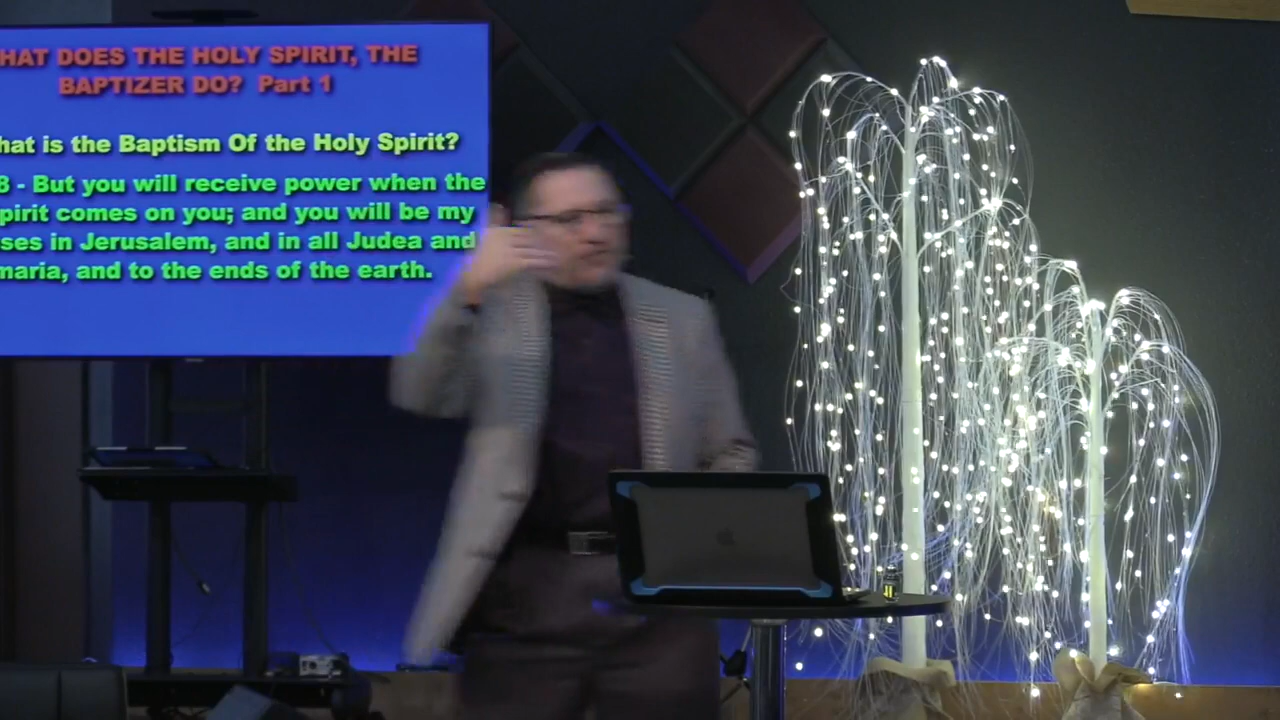 HAT DOES THE HOLY SPIRIT, THE
BAPTIZER DO? Part 1
hat is the Baptism Of the Holy Spirit?
8 - But you will receive power when the
pirit comes on you; and you will be my
ses in Jerusalem, and in all Judea and
maria, and to the ends of the earth.